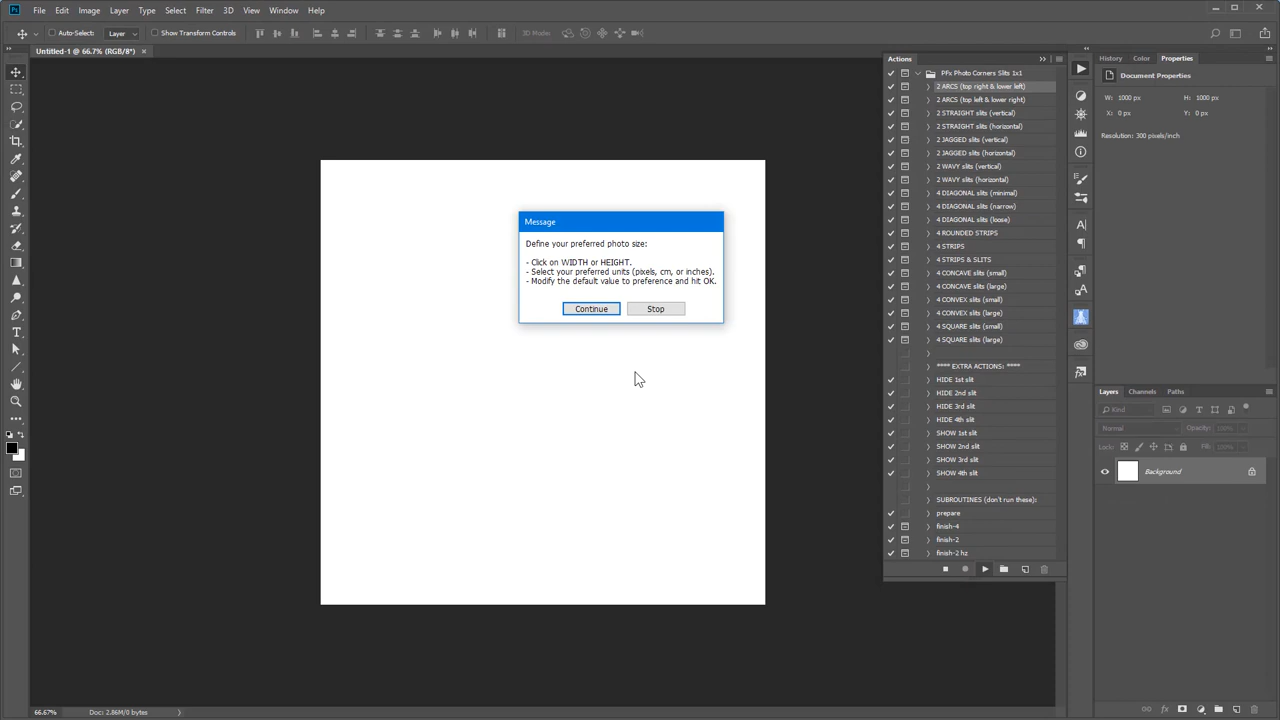 Ps File Edit Image Layer Type Select Filter 3D View Window Help
Auto-Select: Layer Show Transform Controls 3D Mode:
Untitled-1 @ 66.7% (RGB/8*) ×
Actions
PFx Photo Corners Slits 1x1
2 ARCS (top right & lower left)
2 ARCS (top left & lower right)
2 STRAIGHT slits (vertical)
2 STRAIGHT slits (horizontal)
2 JAGGED slits (vertical)
2 JAGGED slits (horizontal)
2 WAVY slits (vertical)
2 WAVY slits (horizontal)
4 DIAGONAL slits (minimal)
4 DIAGONAL slits (narrow)
4 DIAGONAL slits (loose)
4 ROUNDED STRIPS
4 STRIPS
4 STRIPS & SLITS
4 CONCAVE slits (small)
4 CONCAVE slits (large)
4 CONVEX slits (small)
4 CONVEX slits (large)
4 SQUARE slits (small)
4 SQUARE slits (large)
**** EXTRA ACTIONS: ****
HIDE 1st slit
HIDE 2nd slit
HIDE 3rd slit
HIDE 4th slit
SHOW 1st slit
SHOW 2nd slit
SHOW 3rd slit
SHOW 4th slit
SUBROUTINES (don't run these):
prepare
finish-4
finish-2
finish-2 hz
Message
Define your preferred photo size:
- Click on WIDTH or HEIGHT.
- Select your preferred units (pixels, cm, or inches).
- Modify the default value to preference and hit OK.
Continue Stop
History Color Properties
Document Properties
W: 1000 px H: 1000 px
X: 0 px Y: 0 px
Resolution: 300 pixels/inch
Layers Channels Paths
Kind
Normal Opacity: 100%
Lock: Fill: 100%
Background
66.67% Doc: 2.86M/0 bytes